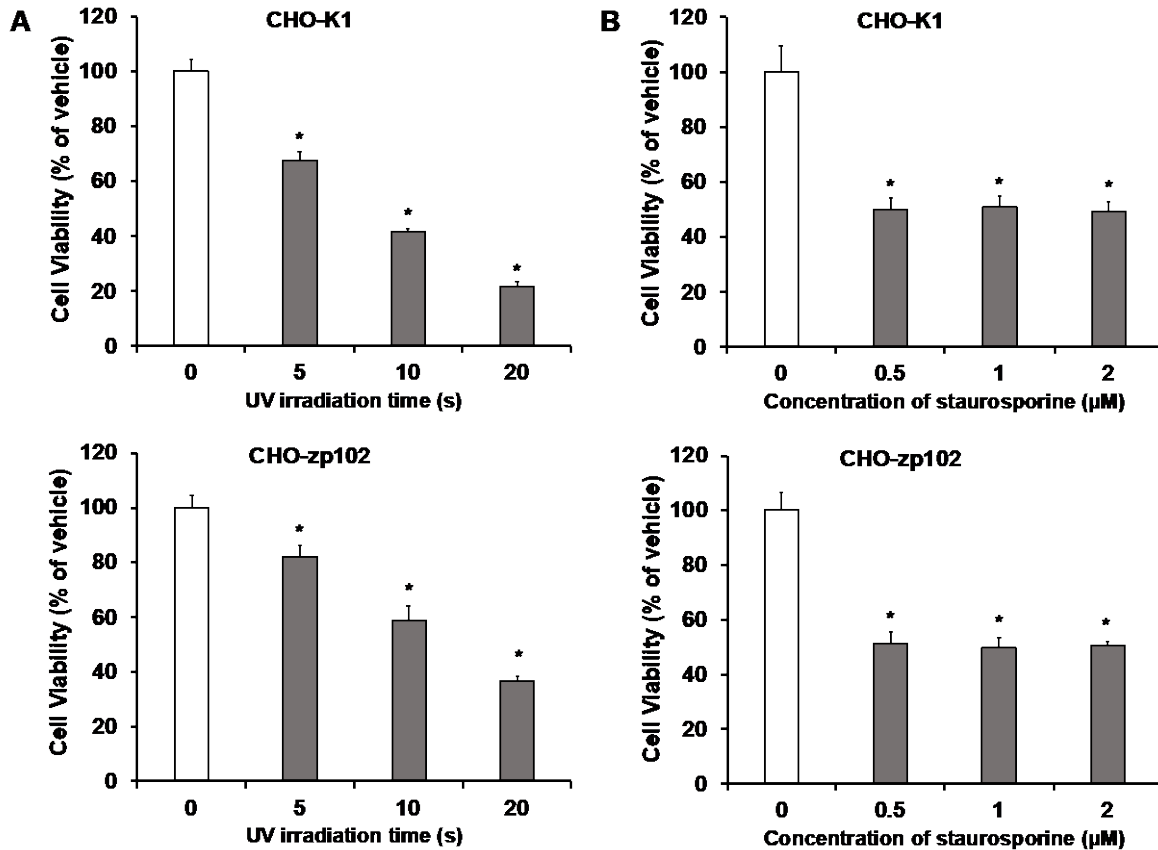 A
CHO-K1
Cell Viability (% of vehicle)
120
100
80
60
40
20
0
*
*
*
0 5 10 20
UV irradiation time (s)
B
CHO-K1
Cell Viability (% of vehicle)
120
100
80
60
40
20
0
*
*
*
0 0.5 1 2
Concentration of staurosporine (µM)
CHO-zp102
Cell Viability (% of vehicle)
120
100
80
60
40
20
0
*
*
*
0 5 10 20
UV irradiation time (s)
CHO-zp102
Cell Viability (% of vehicle)
120
100
80
60
40
20
0
*
*
*
0 0.5 1 2
Concentration of staurosporine (µM)